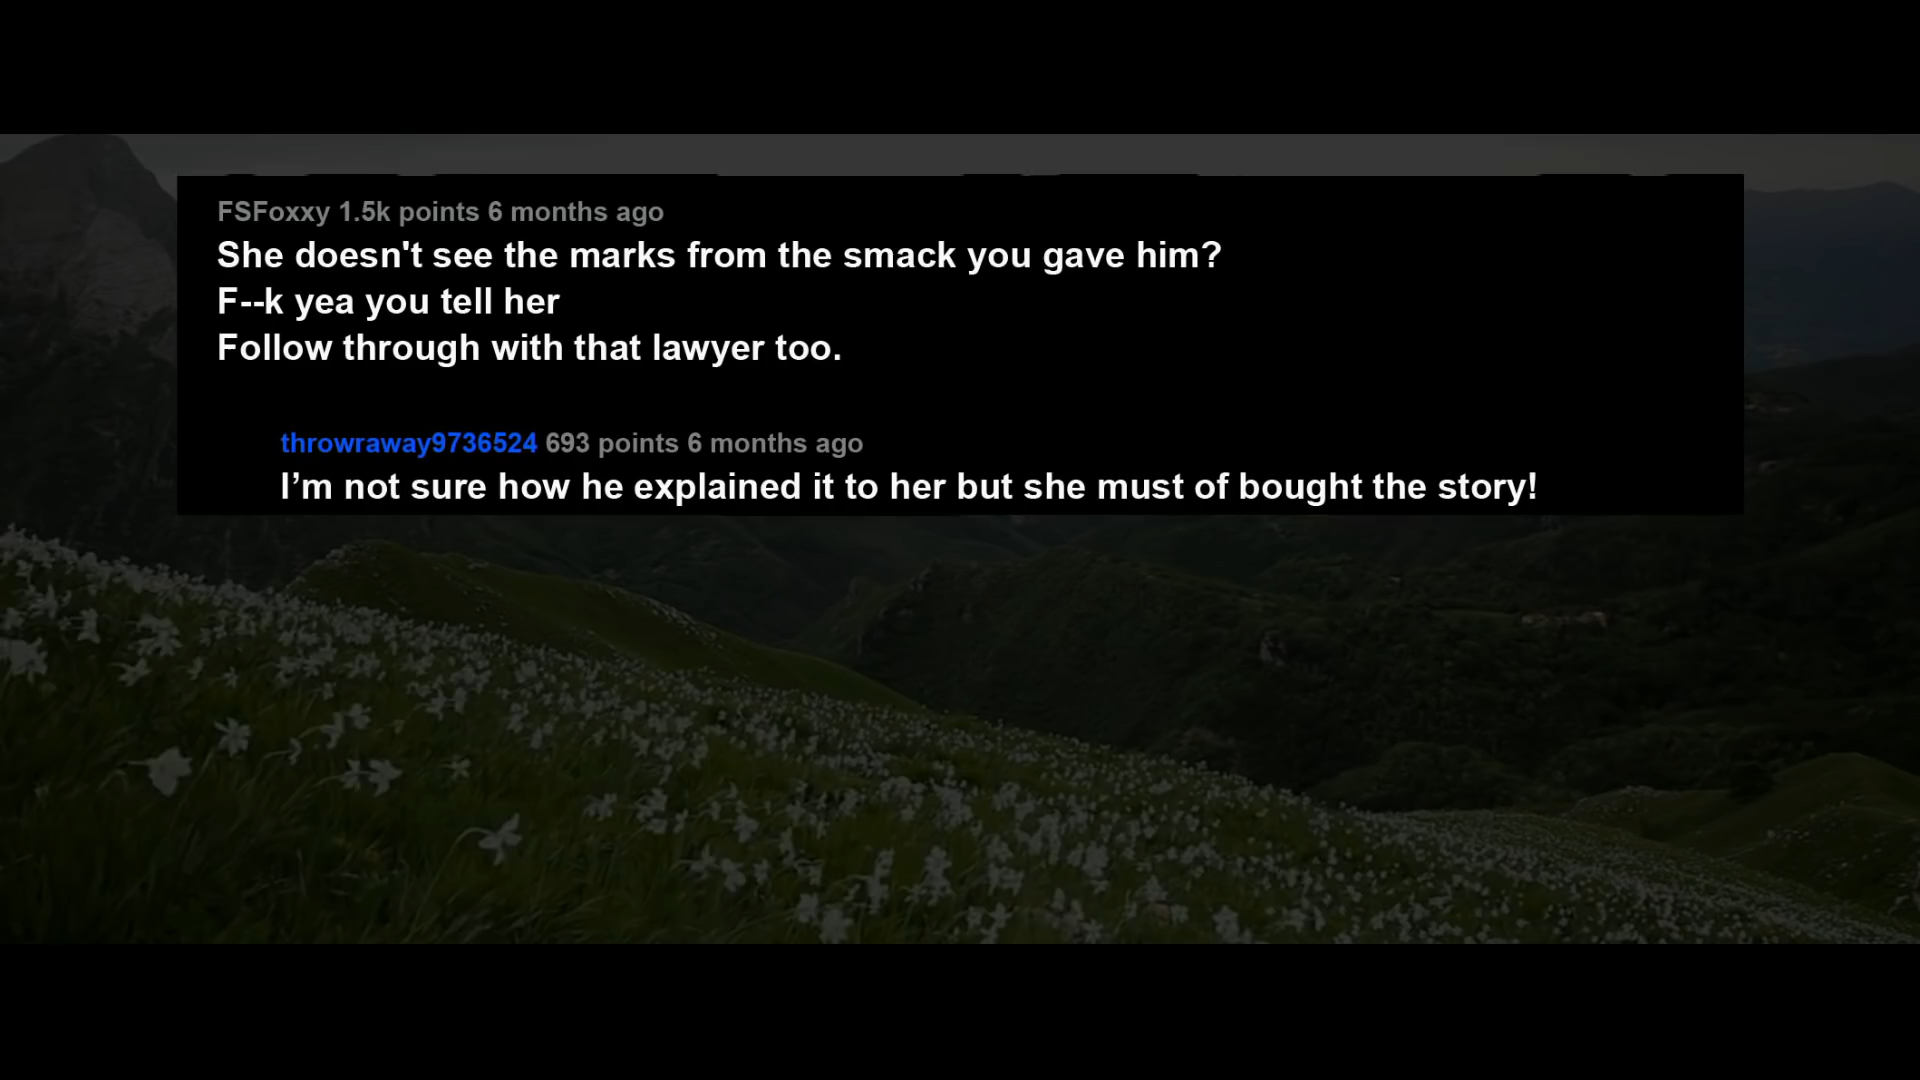 FSFoxxy 1.5k points 6 months ago
She doesn't see the marks from the smack you gave him?
F--k yea you tell her
Follow through with that lawyer too.
throwraway9736524 693 points 6 months ago
I’m not sure how he explained it to her but she must of bought the story!